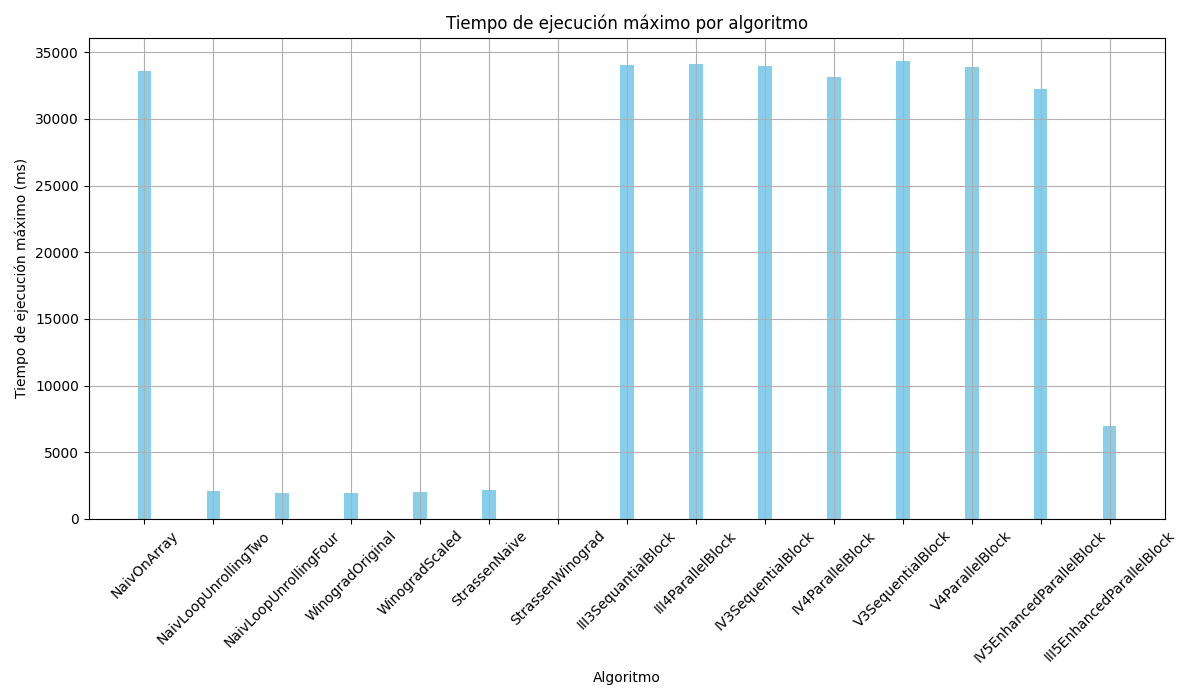 Tiempo de ejecución máximo por algoritmo
Tiempo de ejecución máximo (ms)
35000
30000
25000
20000
15000
10000
5000
0
NaivOnArray
NaivLoopUnrollingTwo
NaivLoopUnrollingFour
WinogradOriginal
WinogradScaled
StrassenNaive
StrassenWinograd
III3SequantialBlock
III4ParallelBlock
IV3SequentialBlock
IV4ParallelBlock
V3SequentialBlock
V4ParallelBlock
IV5EnhancedParallelBlock
III5EnhancedParallelBlock
Algoritmo